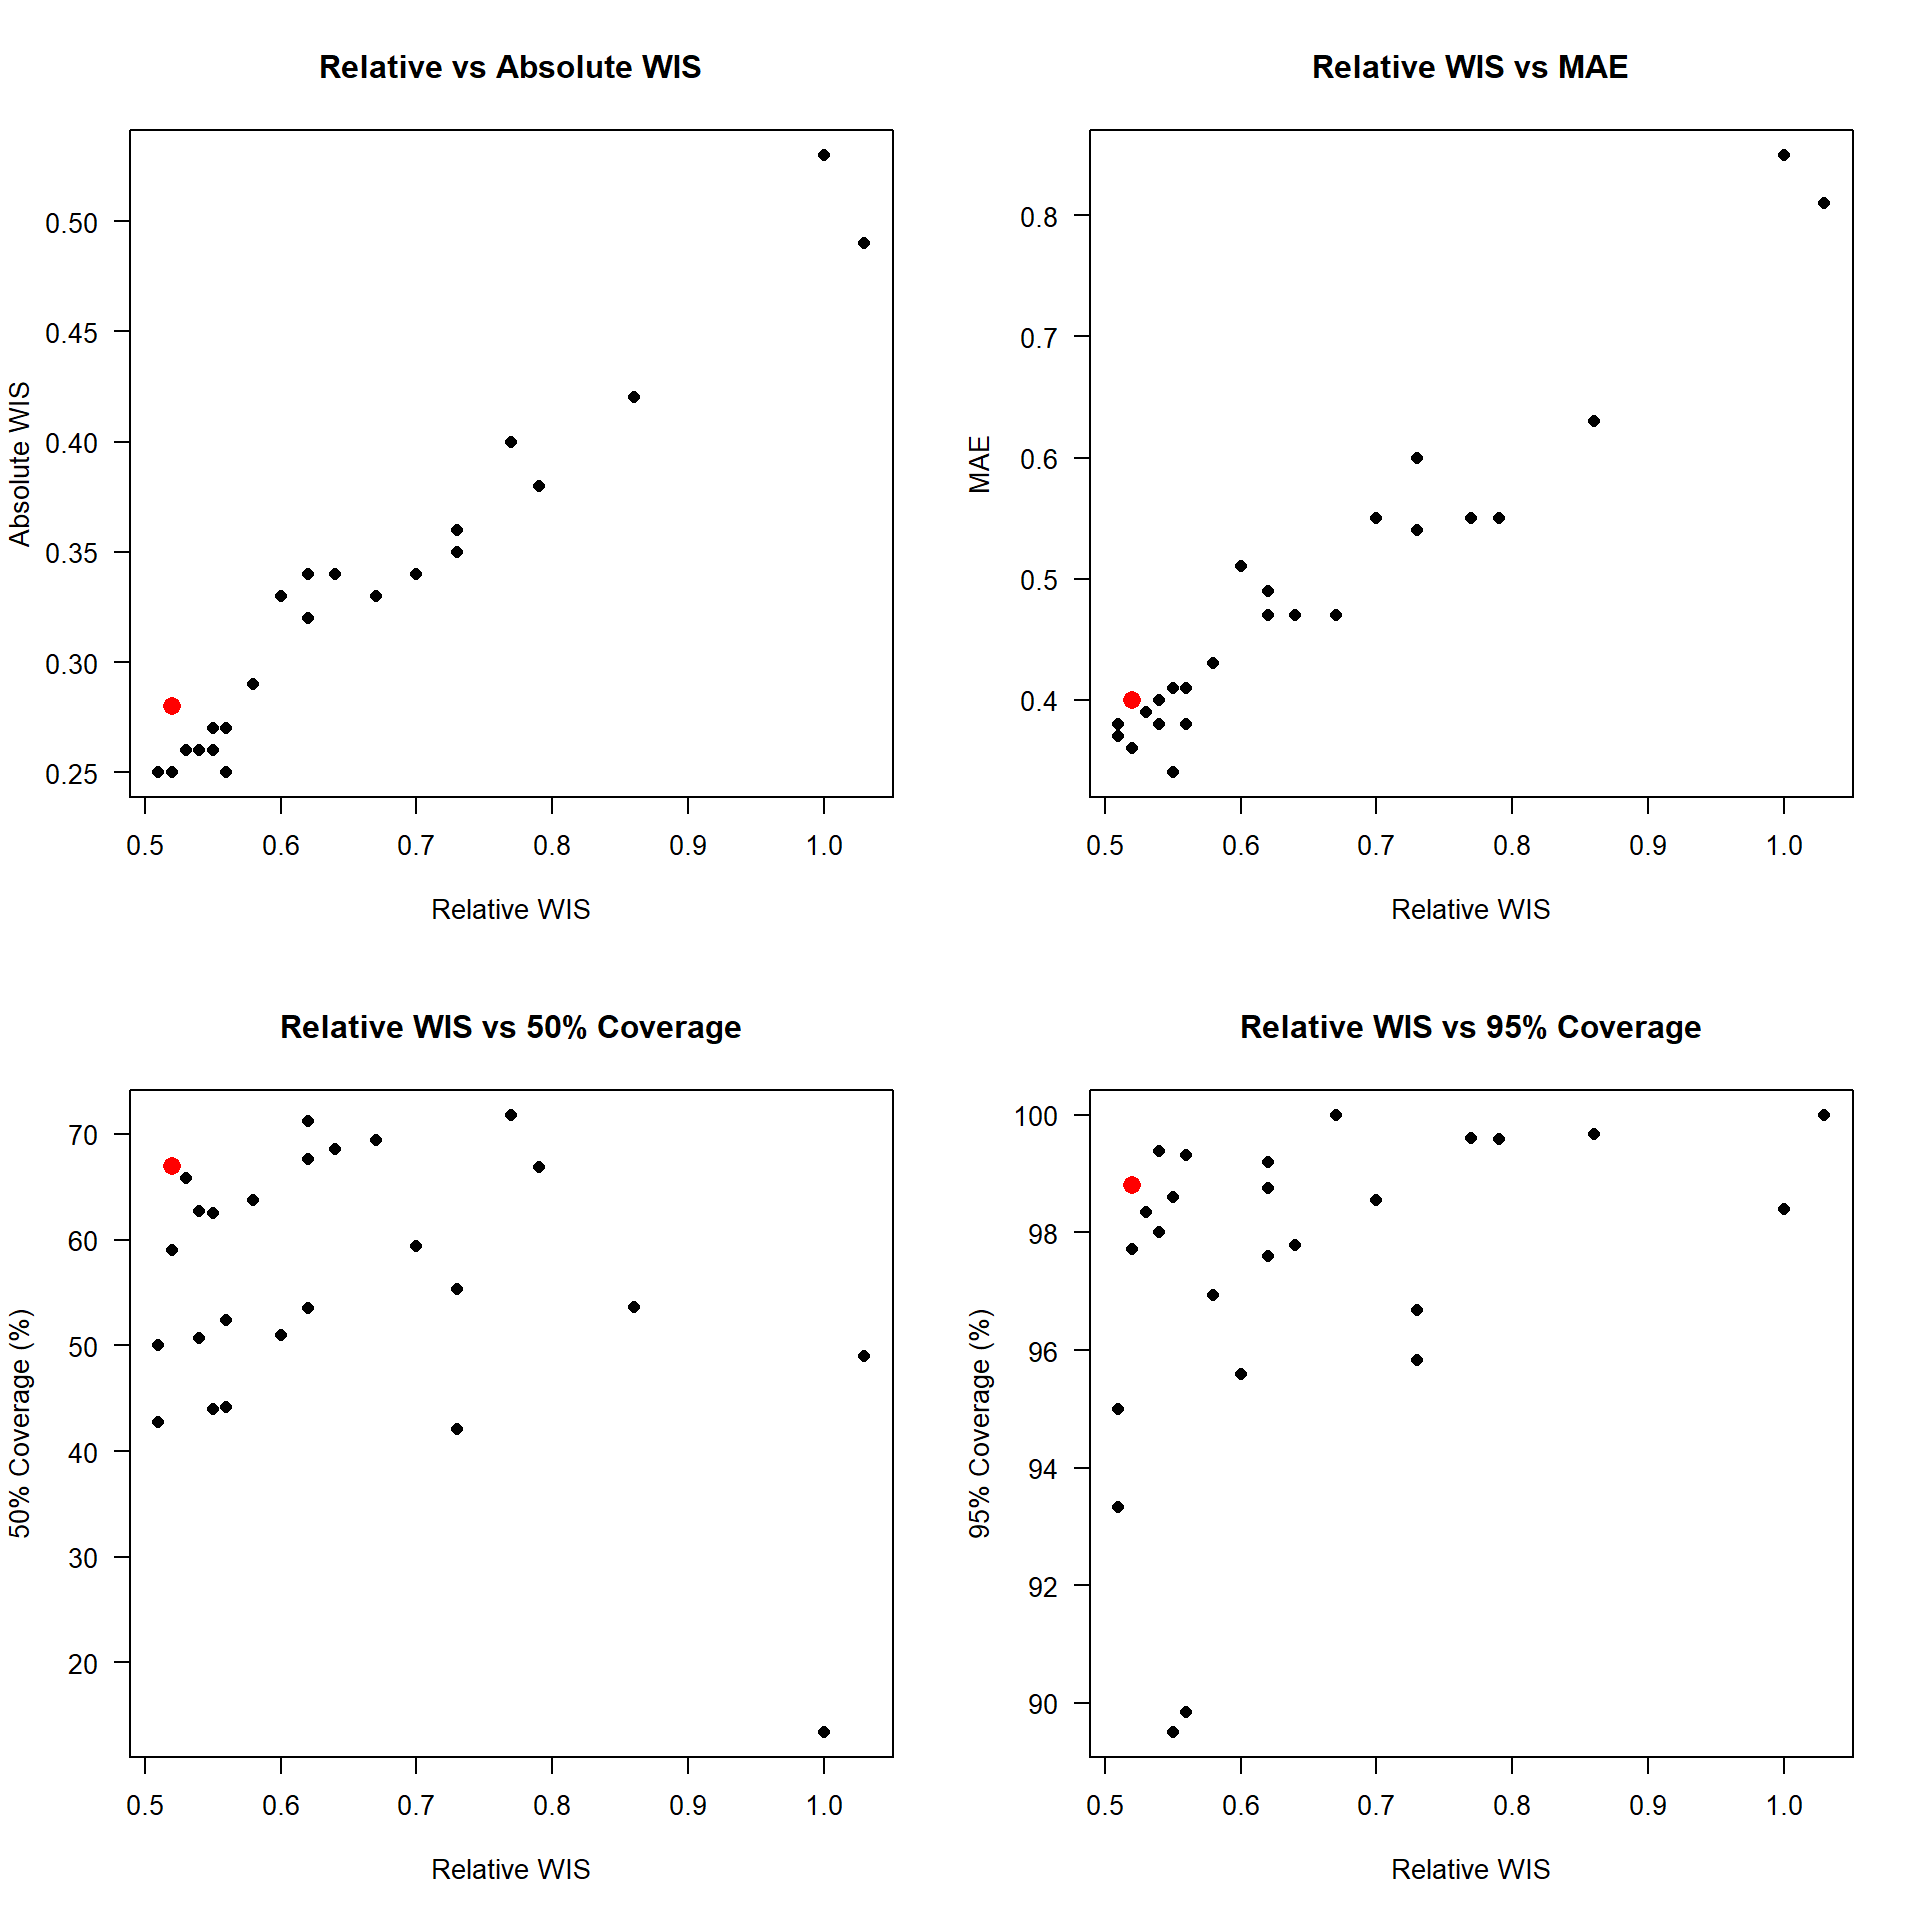 Relative vs Absolute WIS
Absolute WIS
0.50
0.45
0.40
0.35
0.30
0.25
0.5 0.6 0.7 0.8 0.9 1.0
Relative WIS
Relative WIS vs MAE
MAE
0.8
0.7
0.6
0.5
0.4
0.5 0.6 0.7 0.8 0.9 1.0
Relative WIS
Relative WIS vs 50% Coverage
50% Coverage (%)
70
60
50
40
30
20
0.5 0.6 0.7 0.8 0.9 1.0
Relative WIS
Relative WIS vs 95% Coverage
95% Coverage (%)
100
98
96
94
92
90
0.5 0.6 0.7 0.8 0.9 1.0
Relative WIS